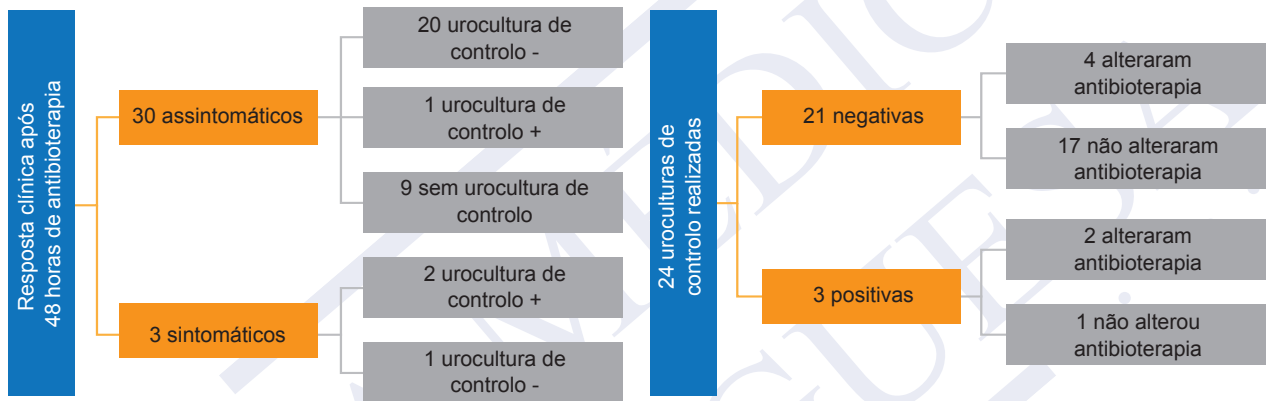 Resposta clínica após
48 horas de antibioterapia
30 assintomáticos
20 urocultura de
controlo -
1 urocultura de
controlo +
9 sem urocultura de
controlo
3 sintomáticos
2 urocultura de
controlo +
1 urocultura de
controlo -
24 uroculturas de
controlo realizadas
21 negativas
4 alteraram
antibioterapia
17 não alteraram
antibioterapia
3 positivas
2 alteraram
antibioterapia
1 não alterou
antibioterapia